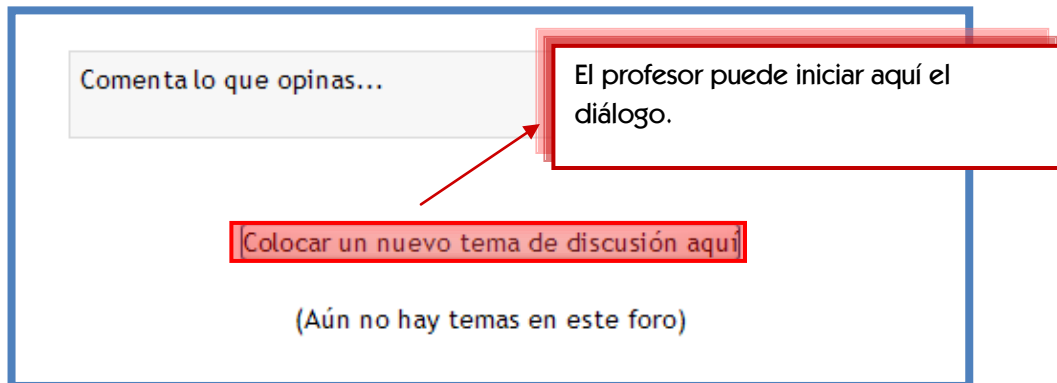 Comenta lo que opinas...
El profesor puede iniciar aquí el
diálogo.
Colocar un nuevo tema de discusión aquí
(Aún no hay temas en este foro)